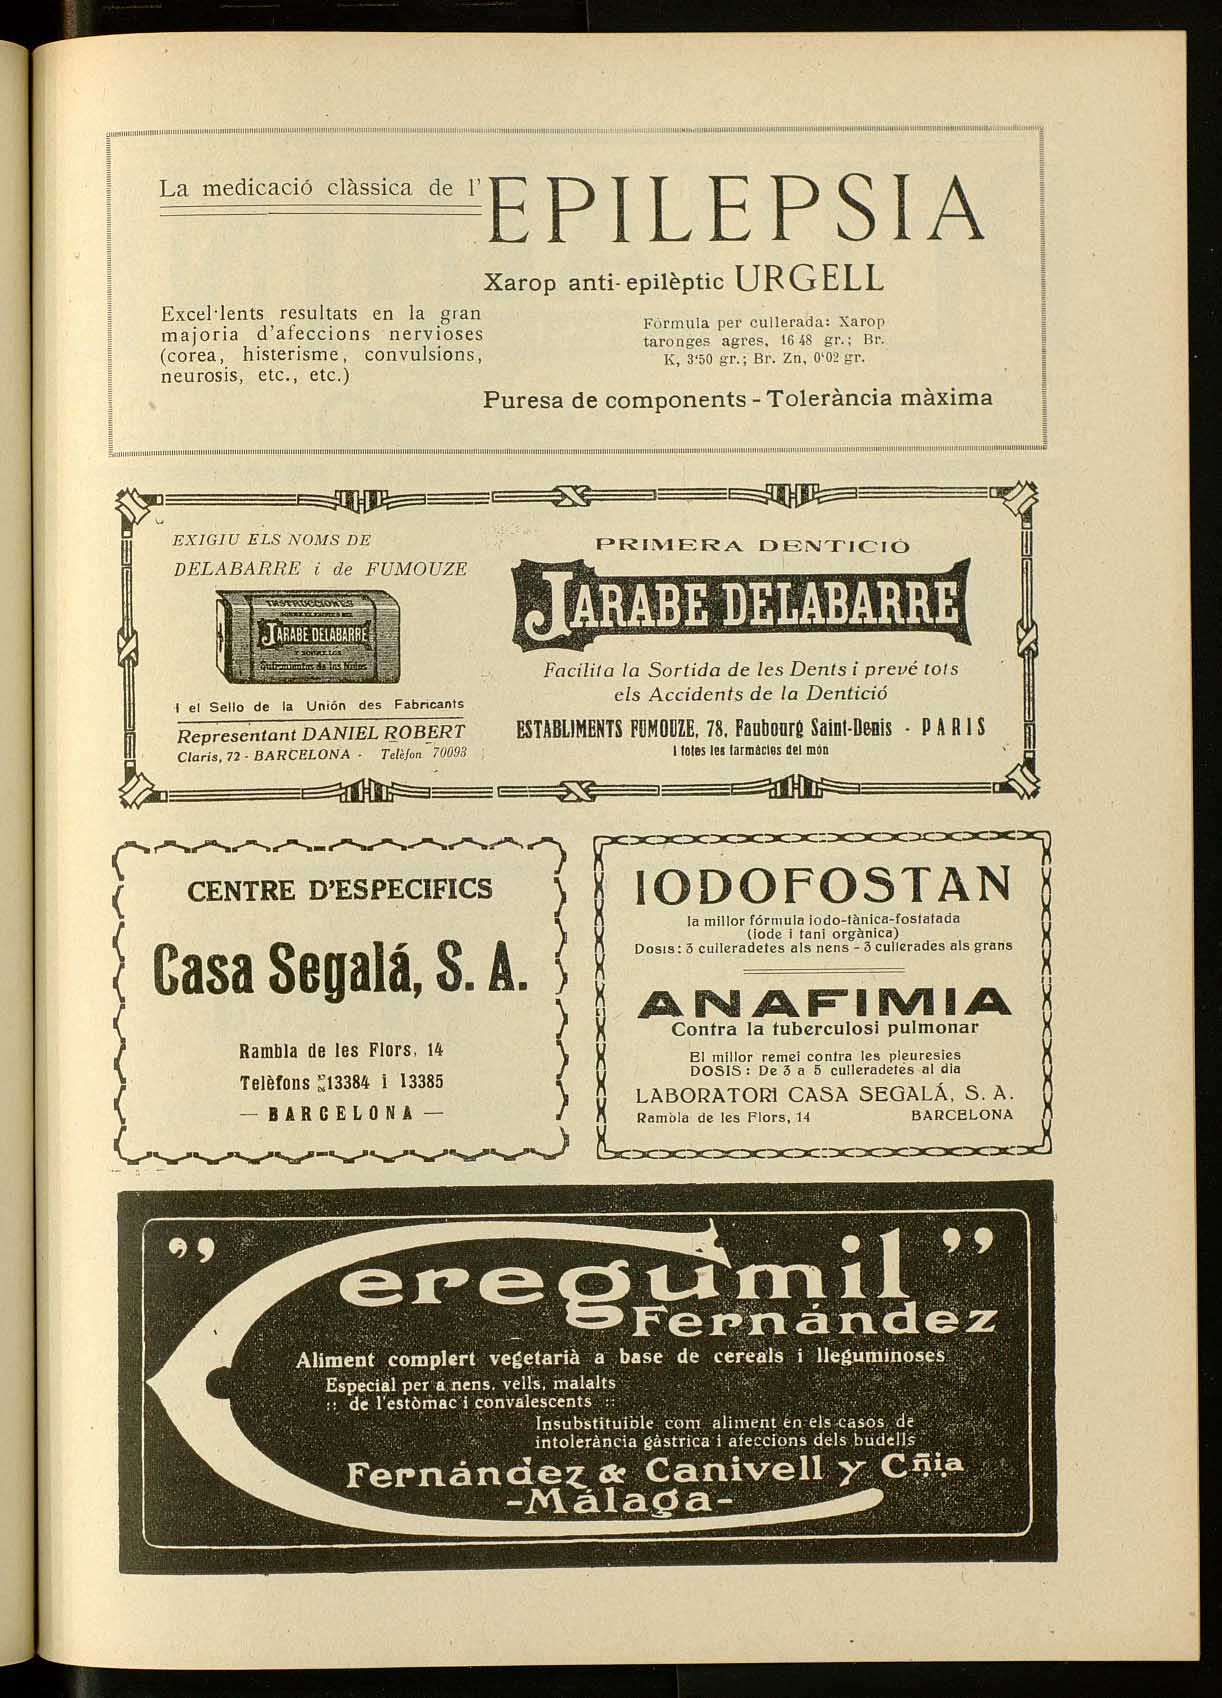 La medicació clàssica de l'EPILEPSIA
Xarop anti-epilèptic URGELL
Excel·lents resultats en la gran
majoria d'afeccions nervioses
(corea, histerisme, convulsions,
neurosis, etc., etc.)
Fórmula per cullerada: Xarop
taronges agres, 16 48 gr.; Br.
K, 3'50 gr.; Br. Zn, 0'02 gr.
Puresa de components - Tolerància màxima
EXIGIU ELS NOMS DE
DELABARRE i de FUMOUZE
INSTRUCCIONES
JARABE DELABARRE
Y SOBRE LOS
Sufrimientos de los Niños
i el Sello de la Unión des Fabricants
Representant DANIEL ROBERT
Claris, 72 - BARCELONA - Telèfon 70093
PRIMERA DENTICIÓ
JARABE DELABARRE
Facilita la Sortida de les Dents i prevé tots
els Accidents de la Dentició
ESTABLIMENTS FUMOUZE, 78, Faubourg Saint-Denis - PARIS
I totes les farmàcies del món
CENTRE D'ESPECIFICS
Casa Segalá, S. A.
Rambla de les Flors, 14
Telèfons 13384 i 13385
— BARCELONA —
IODOFOSTAN
la millor fórmula iodo-tànica-fosfatada
(iode i taní orgànica)
Dosis: 3 culleradetes als nens - 3 cullerades als grans
ANAFIMIA
Contra la tuberculosi pulmonar
El millor remei contra les pleuresies
DOSIS: De 3 a 5 culleradetes al dia
LABORATORI CASA SEGALÁ, S. A.
Rambla de les Flors, 14 BARCELONA
"Ceregumil"
Fernández
Aliment complert vegetarià a base de cereals i lleguminoses
Especial per a nens, vells, malalts
:: de l'estòmac i convalescents ::
Insubstituible com aliment en els casos de
intolerància gàstrica i afeccions dels budells
Fernández & Canivell y Cñia
-Málaga-